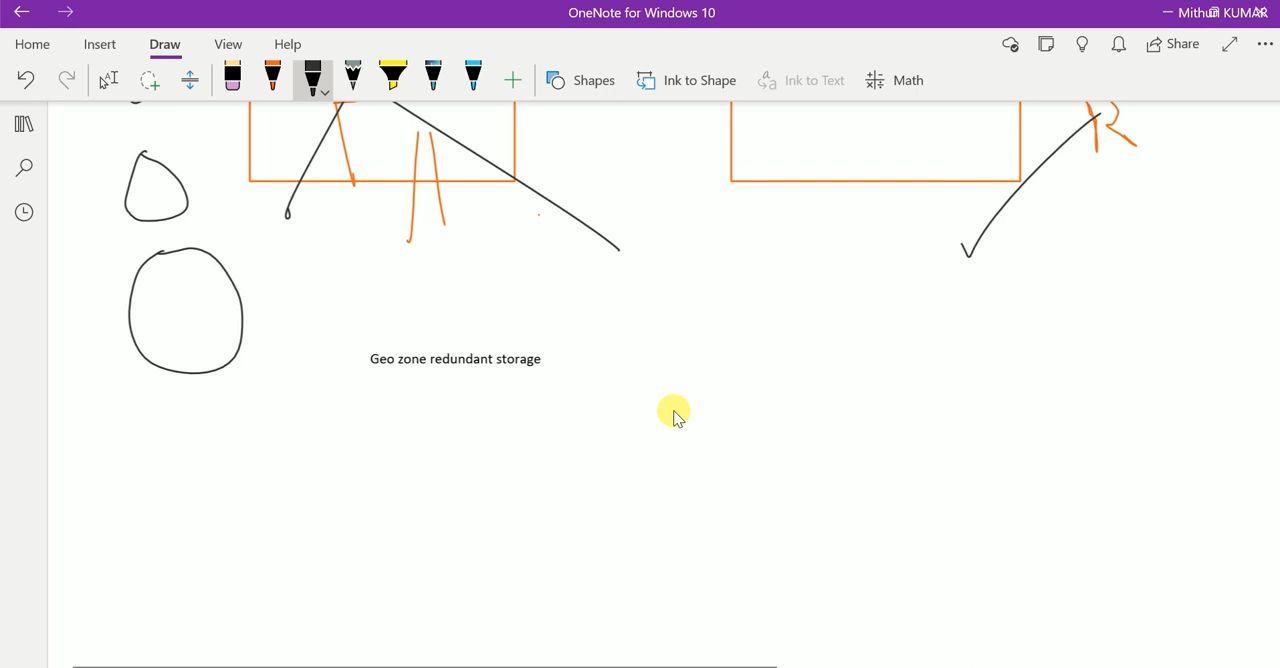 OneNote for Windows 10
Mithun KUMAR
Home
Insert
Draw
View
Help
Share
Shapes
Ink to Shape
Ink to Text
Math
R
Geo zone redundant storage